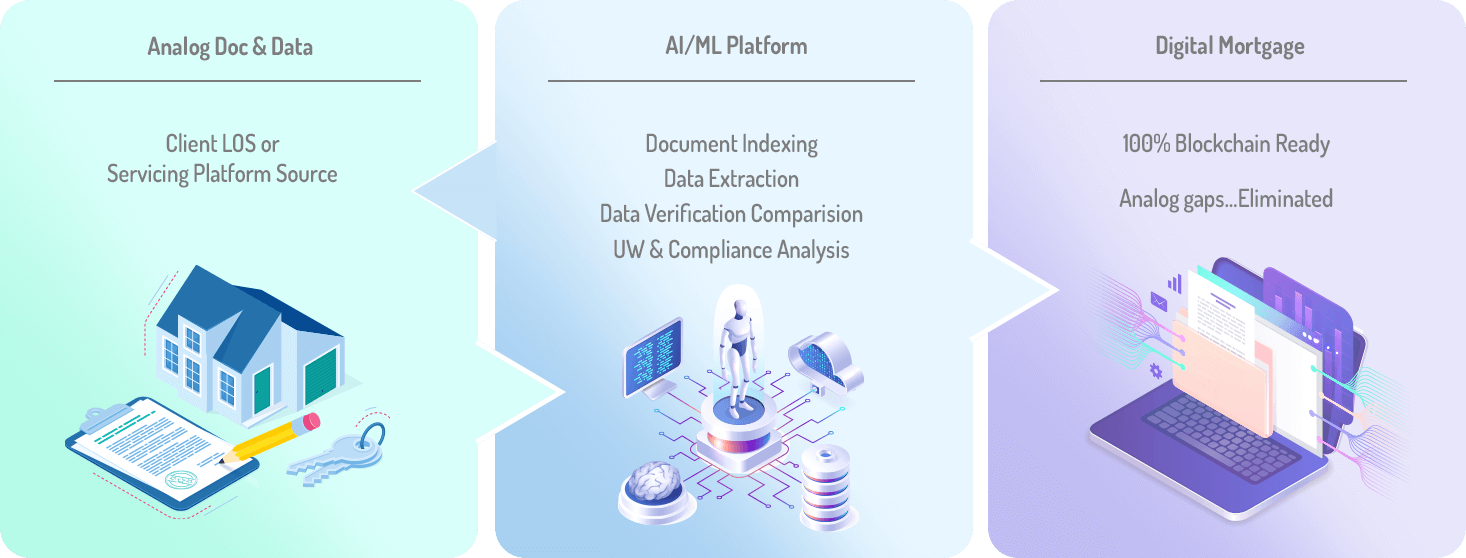 Analog Doc & Data
Client LOS or
Servicing Platform Source
AI/ML Platform
Document Indexing
Data Extraction
Data Verification Comparision
UW & Compliance Analysis
Digital Mortgage
100% Blockchain Ready
Analog gaps...Eliminated